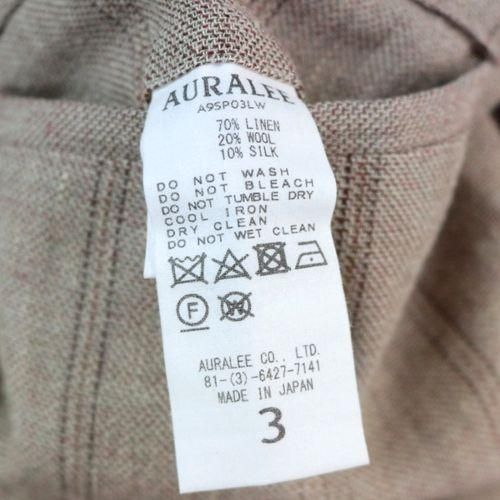 AURALEE
A9SP03LW
70% LINEN
20% WOOL
10% SILK
DO NOT WASH
DO NOT BLEACH
DO NOT TUMBLE DRY
COOL IRON
DRY CLEAN
DO NOT WET CLEAN
F W
AURALEE CO., LTD.
81-(3)-6427-7141
MADE IN JAPAN
3